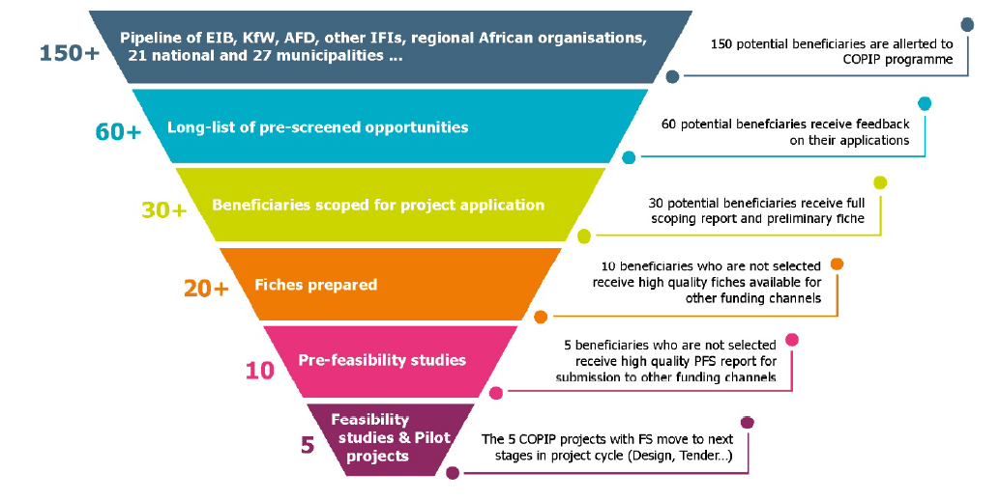 150+
Pipeline of EIB, KfW, AFD, other IFIs, regional African organisations,
21 national and 27 municipalities ...
150 potential beneficiaries are allerted to
COPIP programme
60+
Long-list of pre-screened opportunities
60 potential benefciaries receive feedback
on their applications
30+
Beneficiaries scoped for project application
30 potential beneficiaries receive full
scoping report and preliminary fiche
20+
Fiches prepared
10 beneficiaries who are not selected
receive high quality fiches available for
other funding channels
10
Pre-feasibility studies
5 beneficiaries who are not selected
receive high quality PFS report for
submission to other funding channels
5
Feasibility
studies & Pilot
projects
The 5 COPIP projects with FS move to next
stages in project cycle (Design, Tender...)